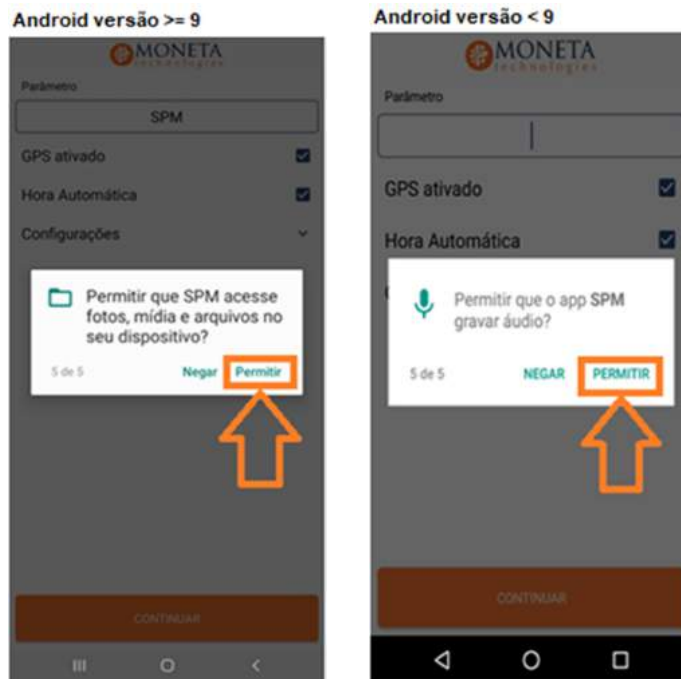 Android versão >= 9
MONETA
technologies
Parâmetro
SPM
GPS ativado
Hora Automática
Configurações
Permitir que SPM acesse
fotos, mídia e arquivos no
seu dispositivo?
5 de 5 Negar Permitir
CONTINUAR
Android versão < 9
MONETA
technologies
Parâmetro
GPS ativado
Hora Automática
Permitir que o app SPM
gravar áudio?
5 de 5 NEGAR PERMITIR
CONTINUAR